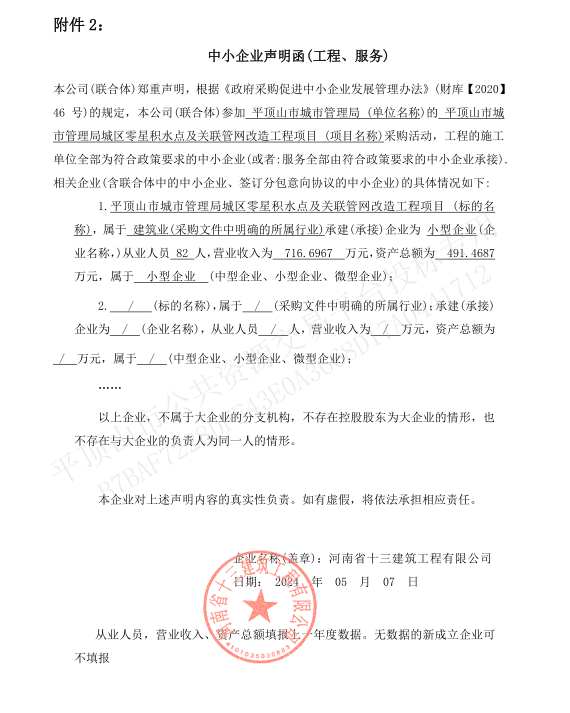 附件 2：
中小企业声明函(工程、服务)
本公司(联合体)郑重声明，根据《政府采购促进中小企业发展管理办法》(财库【2020】
46 号)的规定，本公司(联合体)参加 平顶山市城市管理局 (单位名称)的 平顶山市城
市管理局城区零星积水点及关联管网改造工程项目 (项目名称)采购活动，工程的施工
单位全部为符合政策要求的中小企业(或者:服务全部由符合政策要求的中小企业承接).
相关企业(含联合体中的中小企业、签订分包意向协议的中小企业)的具体情况如下:
1. 平顶山市城市管理局城区零星积水点及关联管网改造工程项目 (标的名
称)，属于 建筑业(采购文件中明确的所属行业)承建(承接)企业为 小型企业(企
业名称,)从业人员 82 人，营业收入为 716.6967 万元,资产总额为 491.4687
万元，属于 小型企业 (中型企业、小型企业、微型企业)；
2. / (标的名称),属于 / (采购文件中明确的所属行业)；承建(承接)
企业为 / (企业名称)，从业人员 / 人，营业收入为 / 万元，资产总额为
/ 万元，属于 / (中型企业、小型企业、微型企业)；
……
以上企业，不属于大企业的分支机构，不存在控股股东为大企业的情形，也
不存在与大企业的负责人为同一人的情形。
本企业对上述声明内容的真实性负责。如有虚假，将依法承担相应责任。
企业名称(盖章)：河南省十三建筑工程有限公司
日期： 2024 年 05 月 07 日
河南省十三建筑工程有限公司
4101035030883
从业人员，营业收入、资产总额填报上一年度数据。无数据的新成立企业可
不填报